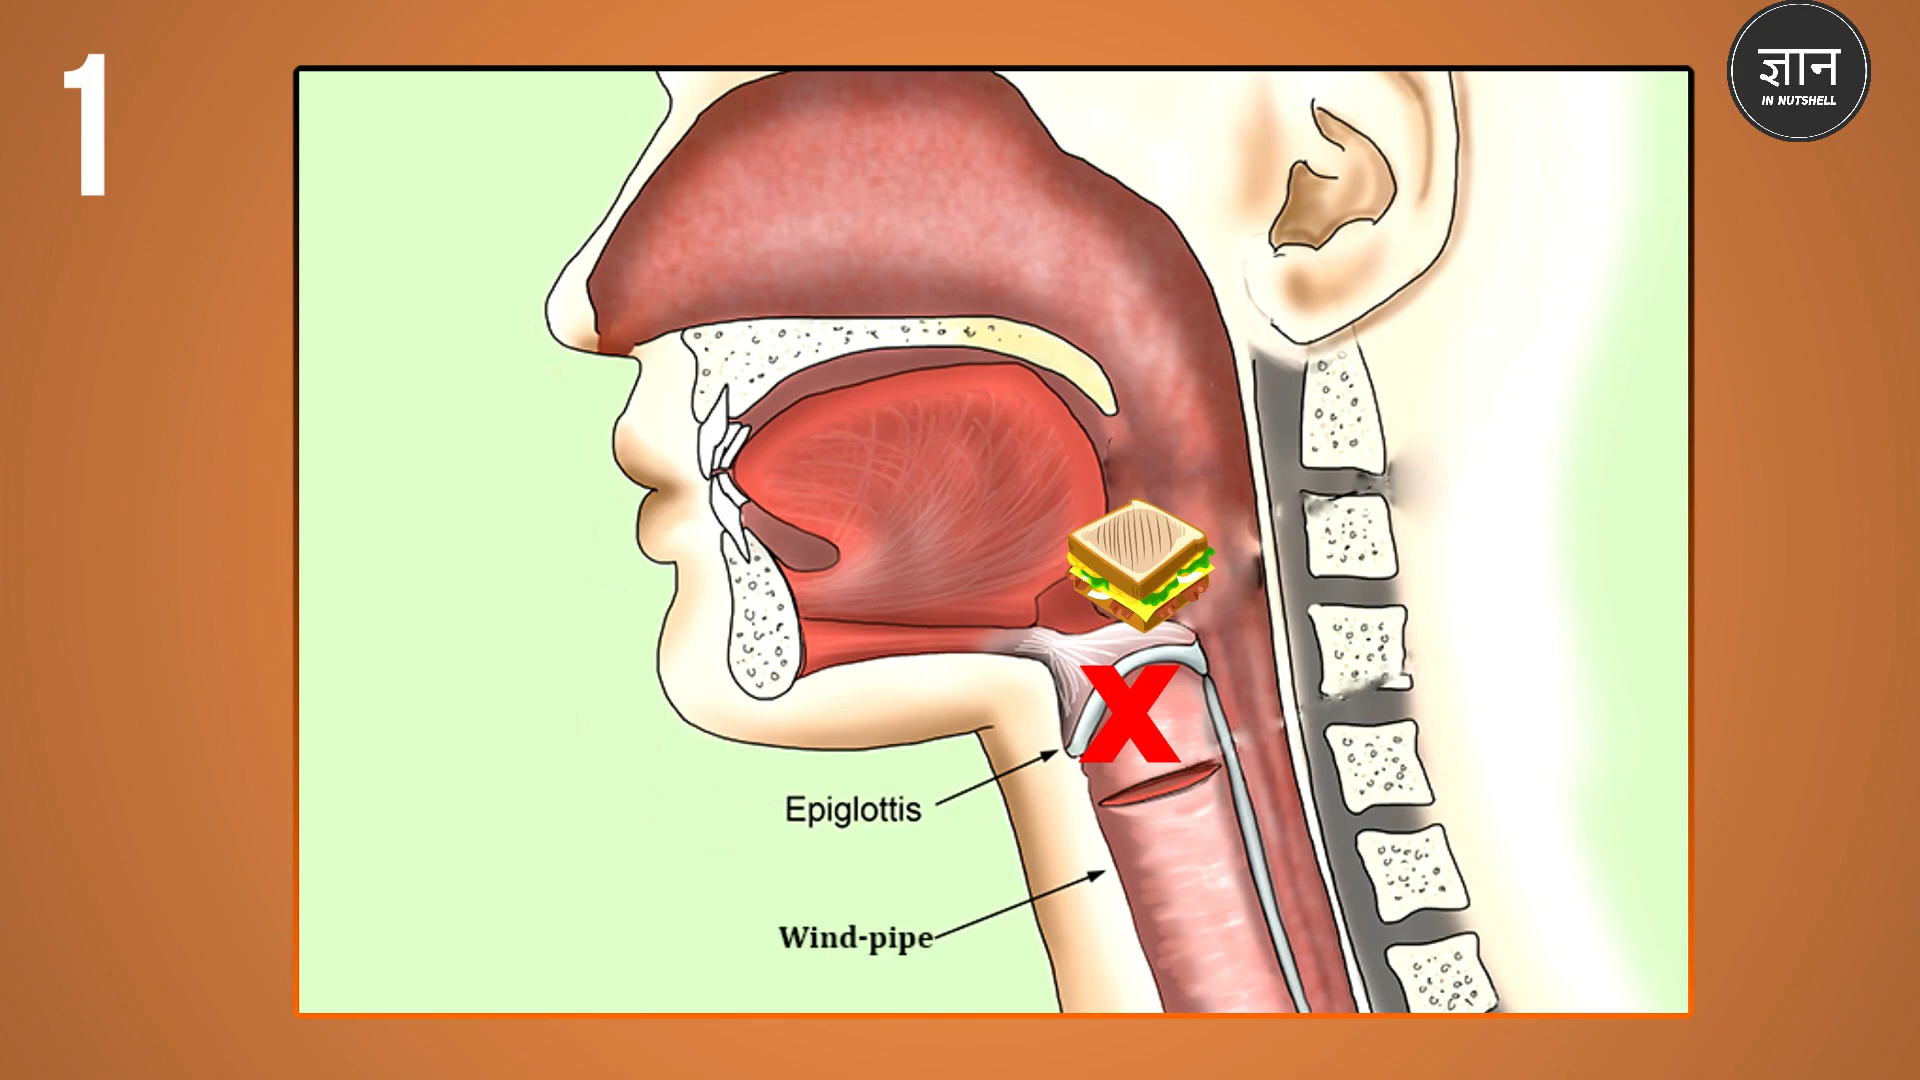 1
ज्ञान
IN NUTSHELL
X
Epiglottis
Wind-pipe